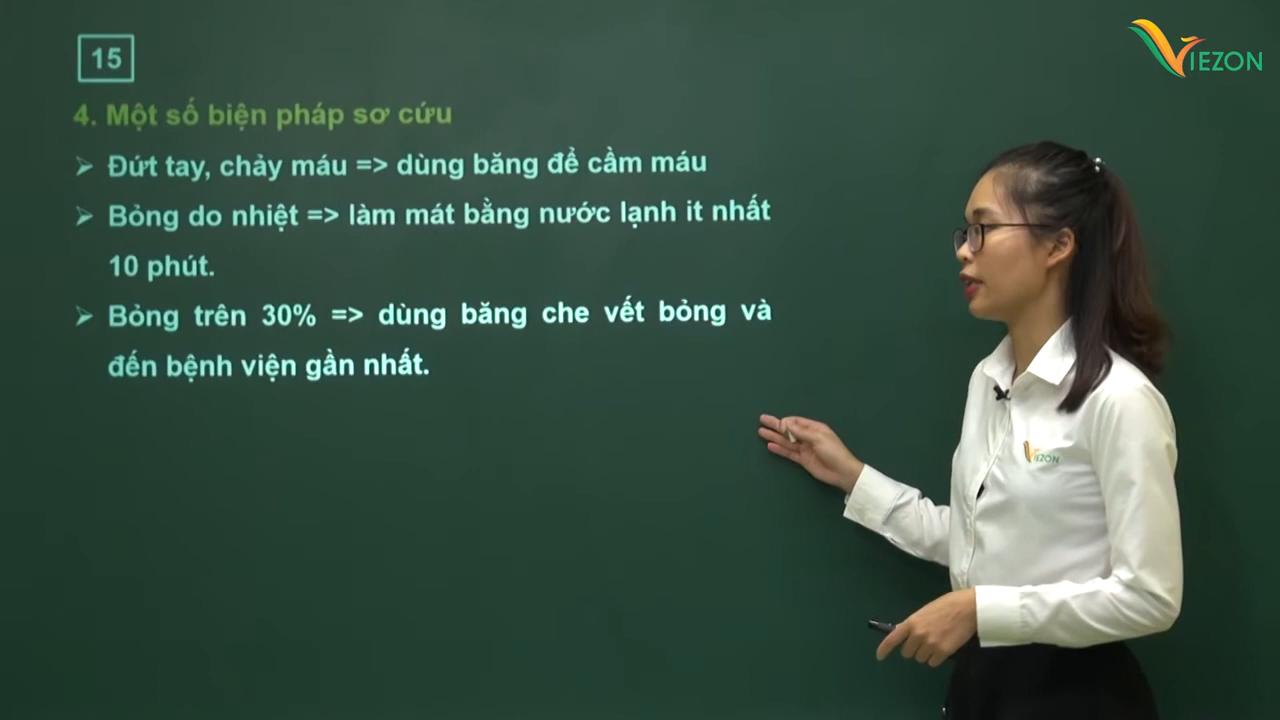 15
VIEZON
4. Một số biện pháp sơ cứu
➢ Đứt tay, chảy máu => dùng băng để cầm máu
➢ Bỏng do nhiệt => làm mát bằng nước lạnh it nhất
10 phút.
➢ Bỏng trên 30% => dùng băng che vết bỏng và
đến bệnh viện gần nhất.
VIEZON